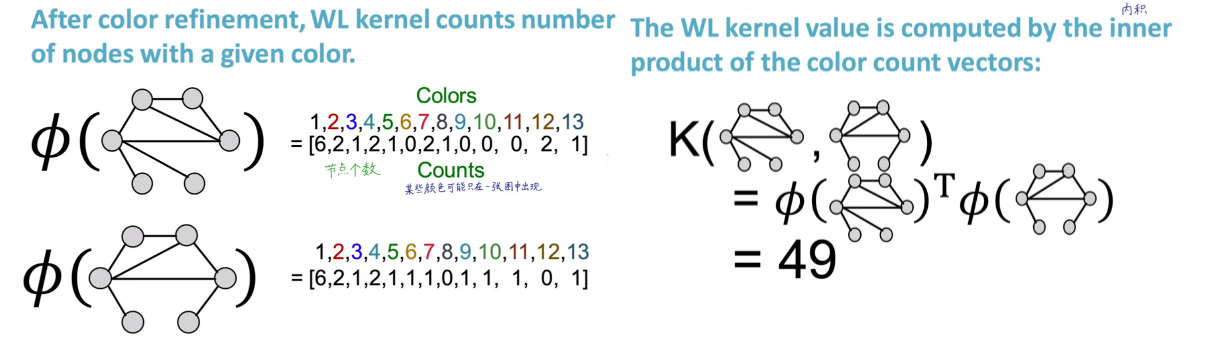 After color refinement, WL kernel counts number
of nodes with a given color.
ϕ( )
Colors
1,2,3,4,5,6,7,8,9,10,11,12,13
= [6,2,1,2,1,0,2,1,0,0, 0, 2, 1]
节点个数 Counts
某些颜色可能只在一张图中出现
ϕ( )
1,2,3,4,5,6,7,8,9,10,11,12,13
= [6,2,1,2,1,1,1,0,1,1, 1, 0, 1]
内积
The WL kernel value is computed by the inner
product of the color count vectors:
K( , )
= ϕ( )ᵀϕ( )
= 49